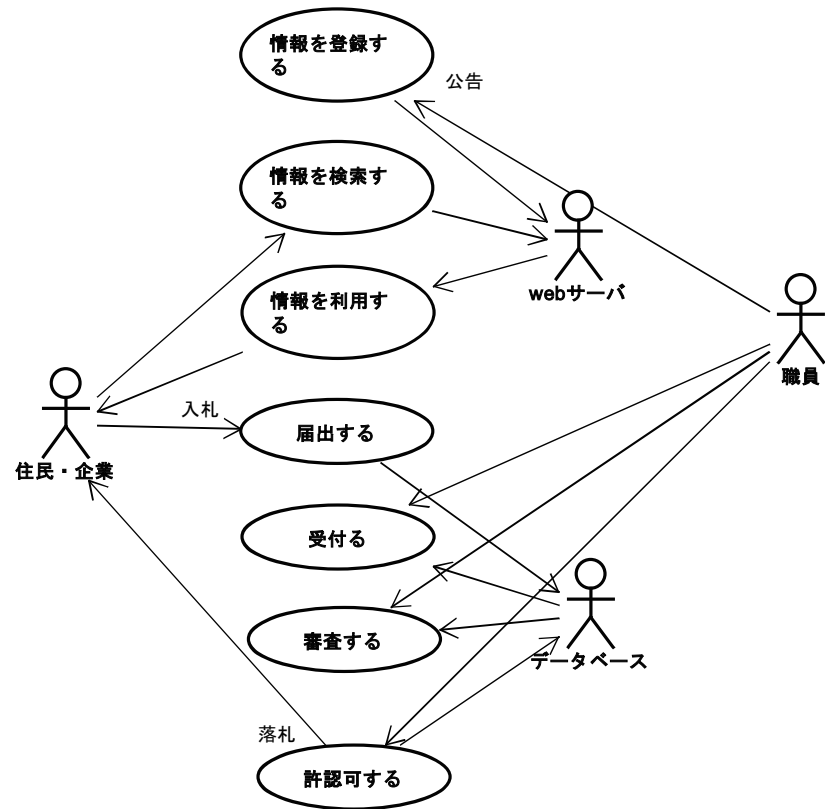 情報を登録す
る
公告
情報を検索す
る
webサーバ
情報を利用す
る
職員
入札
届出する
住民・企業
受付する
審査する
データベース
落札
許認可する